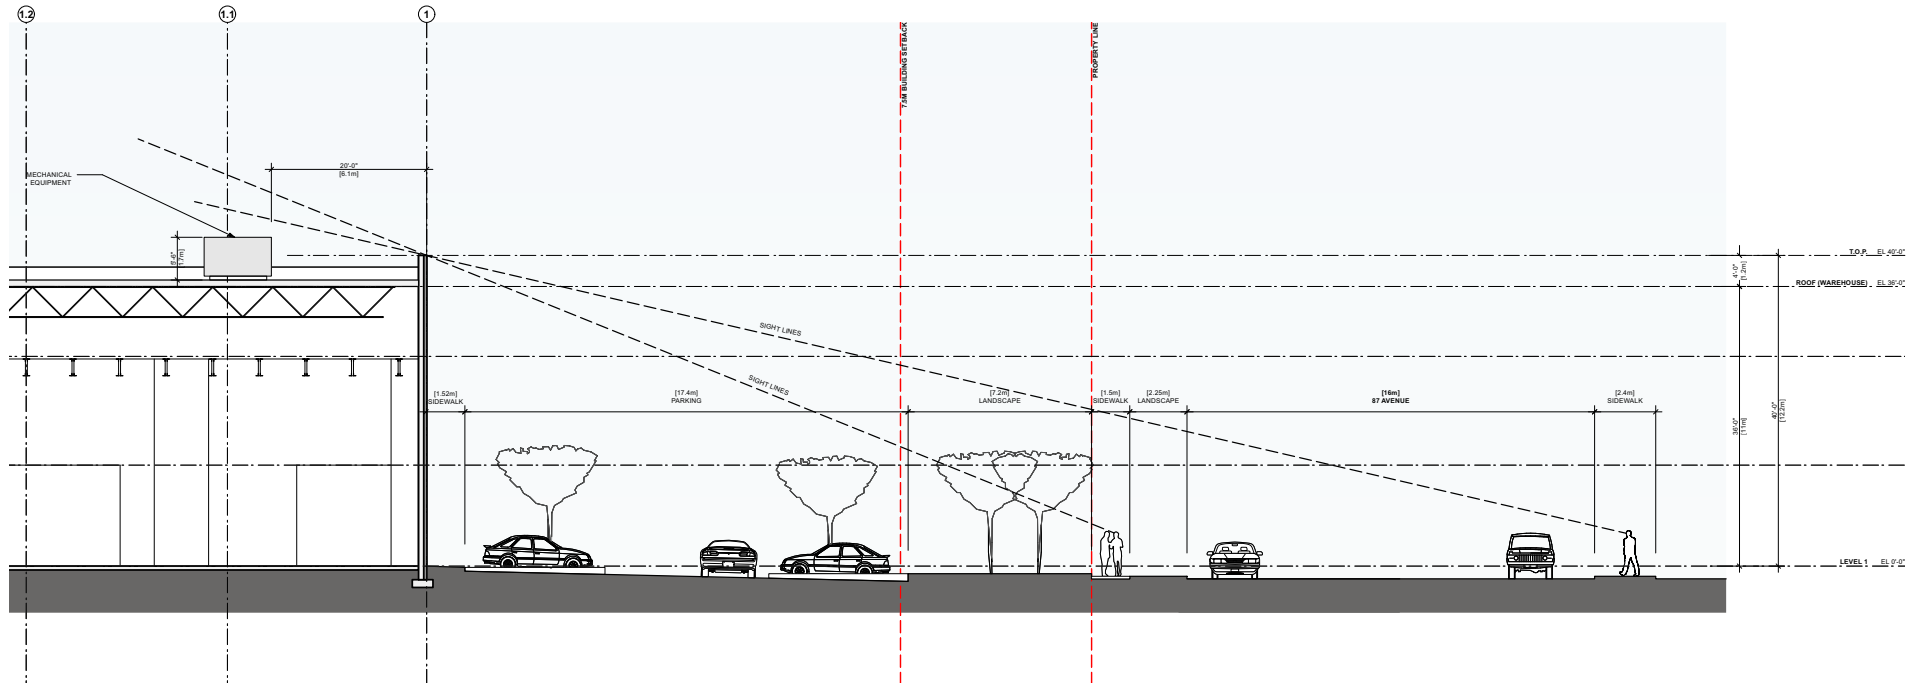 1.2
1.1
1
7.5M BUILDING SETBACK
PROPERTY LINE
20'-0"
[6.1m]
MECHANICAL
EQUIPMENT
5'-6"
[1.7m]
T.O.P. EL 40'-0"
4'-0"
[1.2m]
ROOF (WAREHOUSE) EL 36'-0"
SIGHT LINES
SIGHT LINES
[1.52m]
SIDEWALK
[17.4m]
PARKING
[7.2m]
LANDSCAPE
[1.5m]
SIDEWALK
[2.25m]
LANDSCAPE
[16m]
87 AVENUE
[2.4m]
SIDEWALK
36'-0"
[11m]
40'-0"
[12.2m]
LEVEL 1 EL 0'-0"